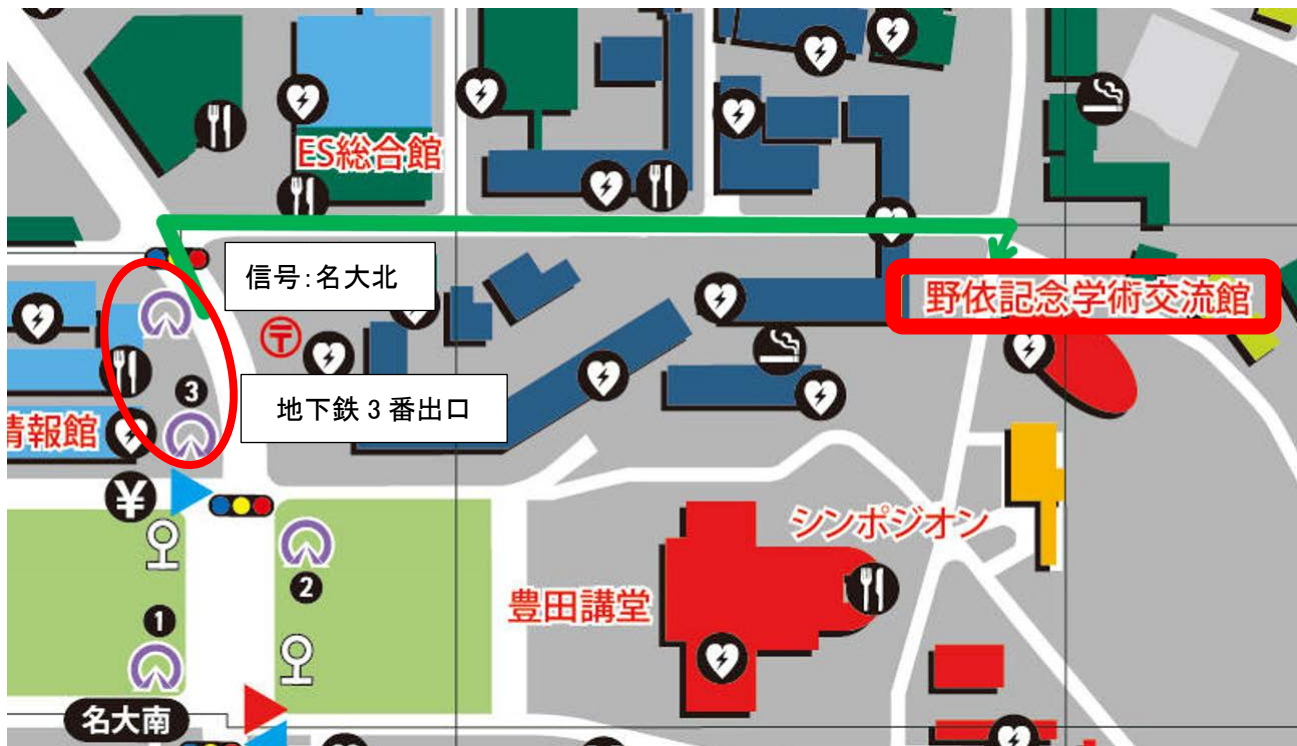 ES総合館
信号:名大北
野依記念学術交流館
〒
3
地下鉄 3 番出口
情報館
¥
シンポジオン
2
豊田講堂
1
名大南